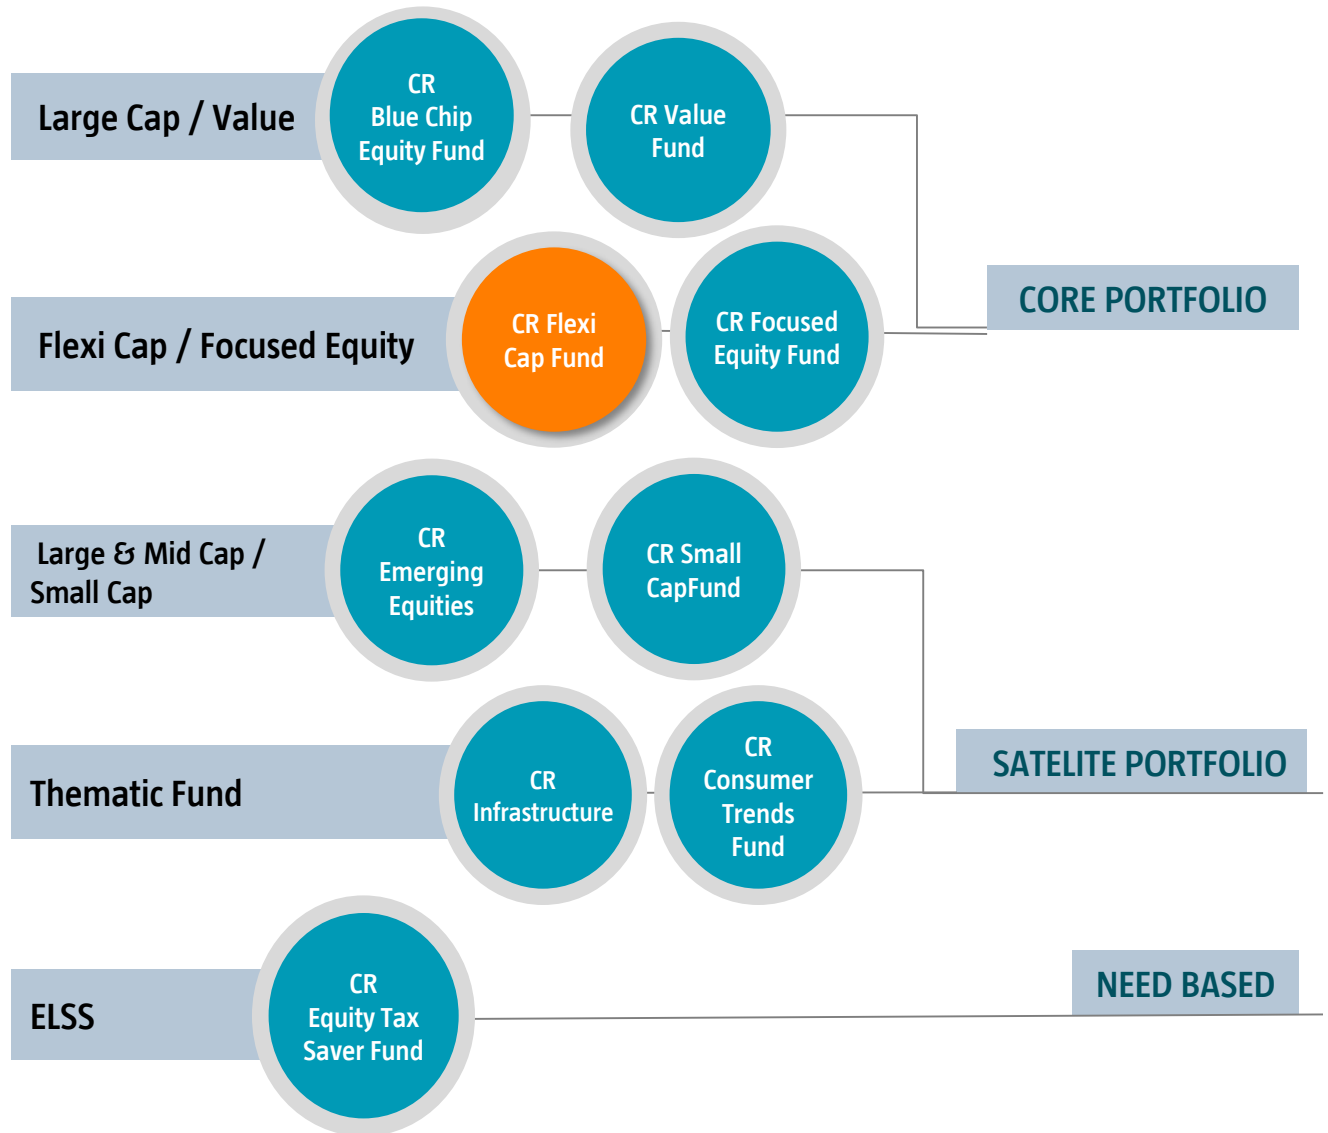 Large Cap / Value
CR
Blue Chip
Equity Fund
CR Value
Fund
CORE PORTFOLIO
Flexi Cap / Focused Equity
CR Flexi
Cap Fund
CR Focused
Equity Fund
Large & Mid Cap /
Small Cap
CR
Emerging
Equities
CR Small
CapFund
SATELITE PORTFOLIO
Thematic Fund
CR
Infrastructure
CR
Consumer
Trends
Fund
NEED BASED
ELSS
CR
Equity Tax
Saver Fund